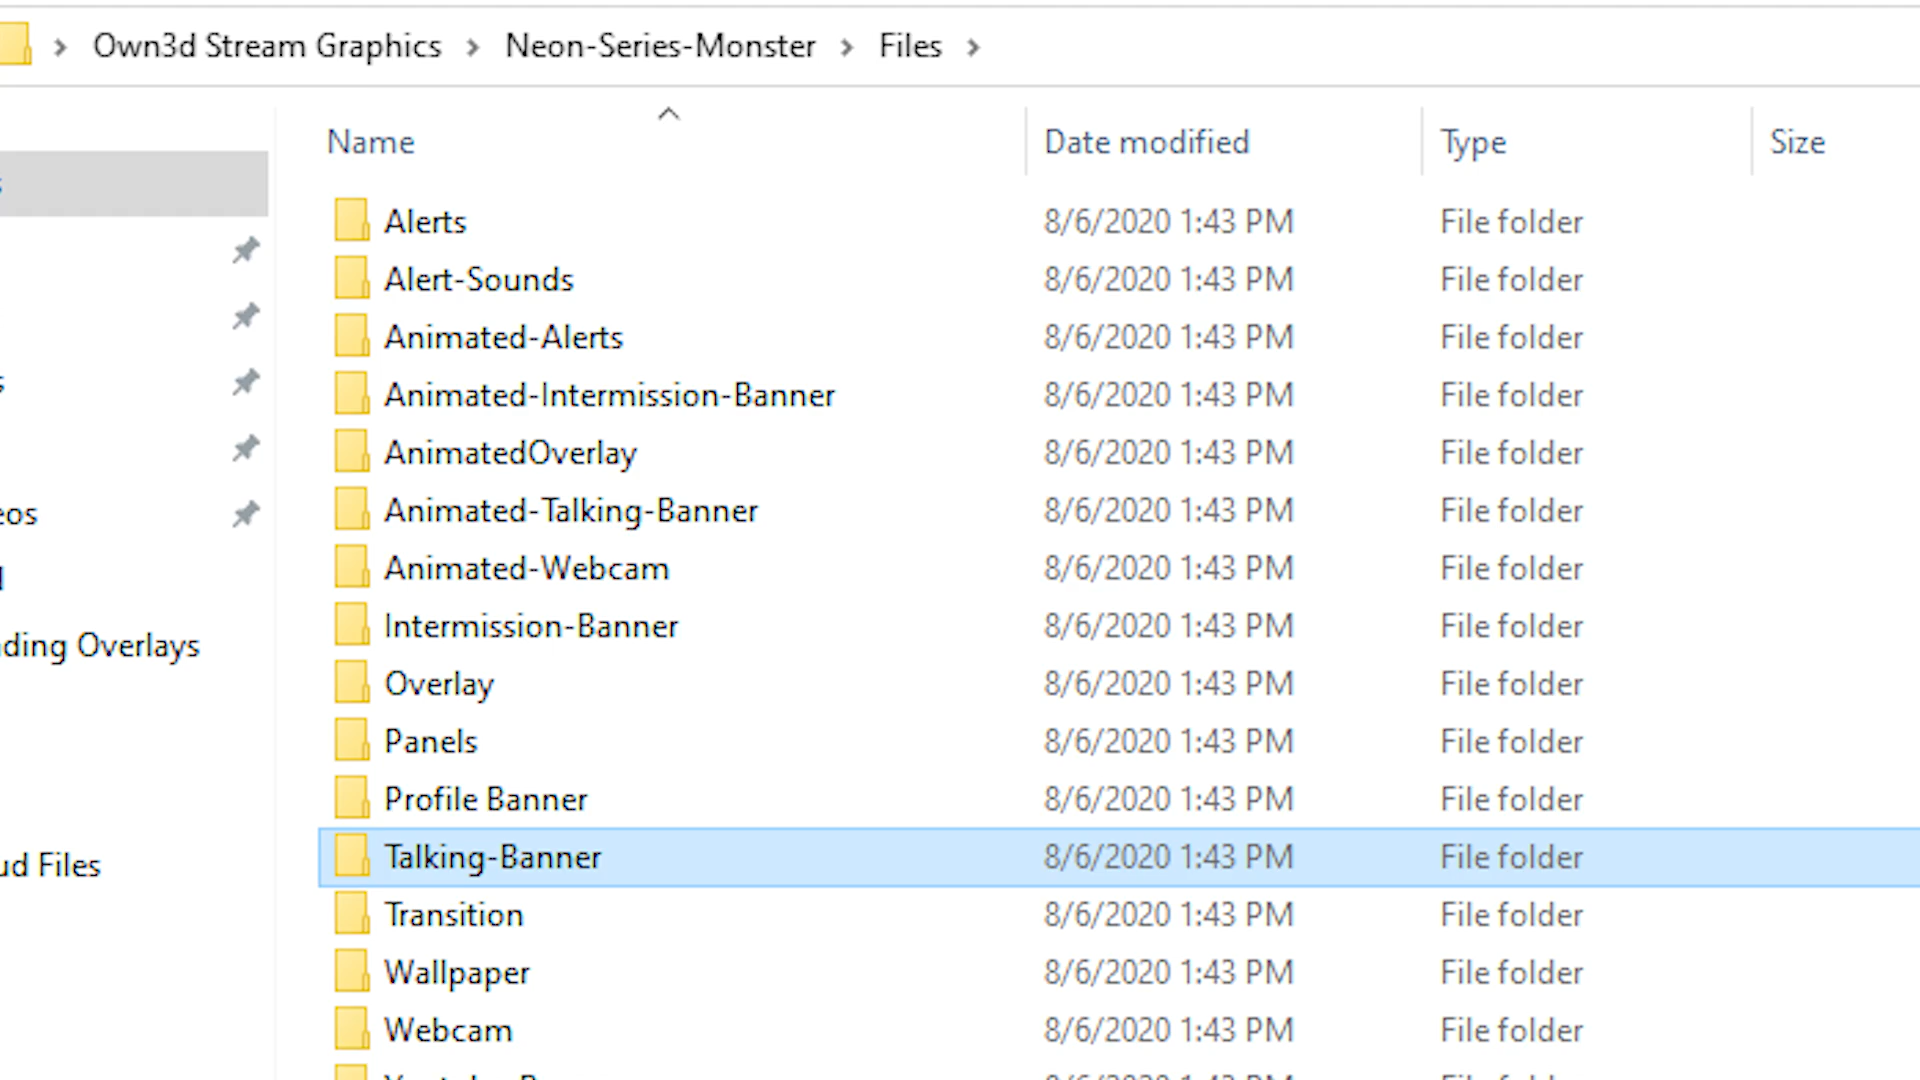 Own3d Stream Graphics > Neon-Series-Monster > Files >
Name Date modified Type Size
Alerts 8/6/2020 1:43 PM File folder
Alert-Sounds 8/6/2020 1:43 PM File folder
Animated-Alerts 8/6/2020 1:43 PM File folder
Animated-Intermission-Banner 8/6/2020 1:43 PM File folder
AnimatedOverlay 8/6/2020 1:43 PM File folder
Animated-Talking-Banner 8/6/2020 1:43 PM File folder
Animated-Webcam 8/6/2020 1:43 PM File folder
Intermission-Banner 8/6/2020 1:43 PM File folder
Overlay 8/6/2020 1:43 PM File folder
Panels 8/6/2020 1:43 PM File folder
Profile Banner 8/6/2020 1:43 PM File folder
Talking-Banner 8/6/2020 1:43 PM File folder
Transition 8/6/2020 1:43 PM File folder
Wallpaper 8/6/2020 1:43 PM File folder
Webcam 8/6/2020 1:43 PM File folder
eos
ding Overlays
ud Files